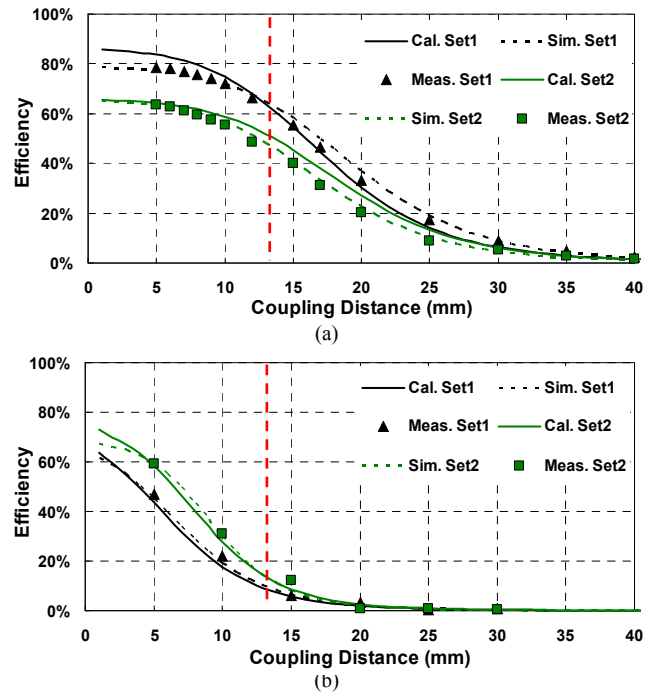 100%
80%
60%
40%
20%
0%
Efficiency
Cal. Set1 Sim. Set1
Meas. Set1 Cal. Set2
Sim. Set2 Meas. Set2
0 5 10 15 20 25 30 35 40
Coupling Distance (mm)
(a)
100%
80%
60%
40%
20%
0%
Efficiency
Cal. Set1 Sim. Set1
Meas. Set1 Cal. Set2
Sim. Set2 Meas. Set2
0 5 10 15 20 25 30 35 40
Coupling Distance (mm)
(b)